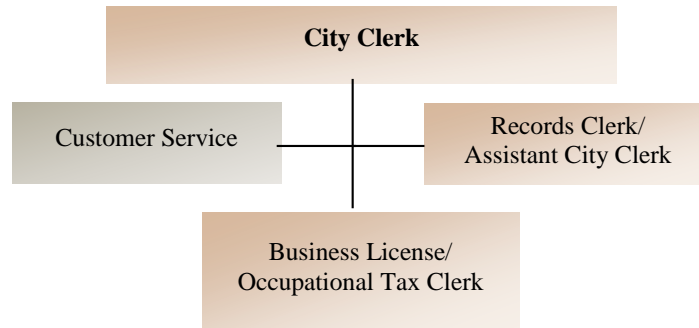 City Clerk
Customer Service
Records Clerk/
Assistant City Clerk
Business License/
Occupational Tax Clerk